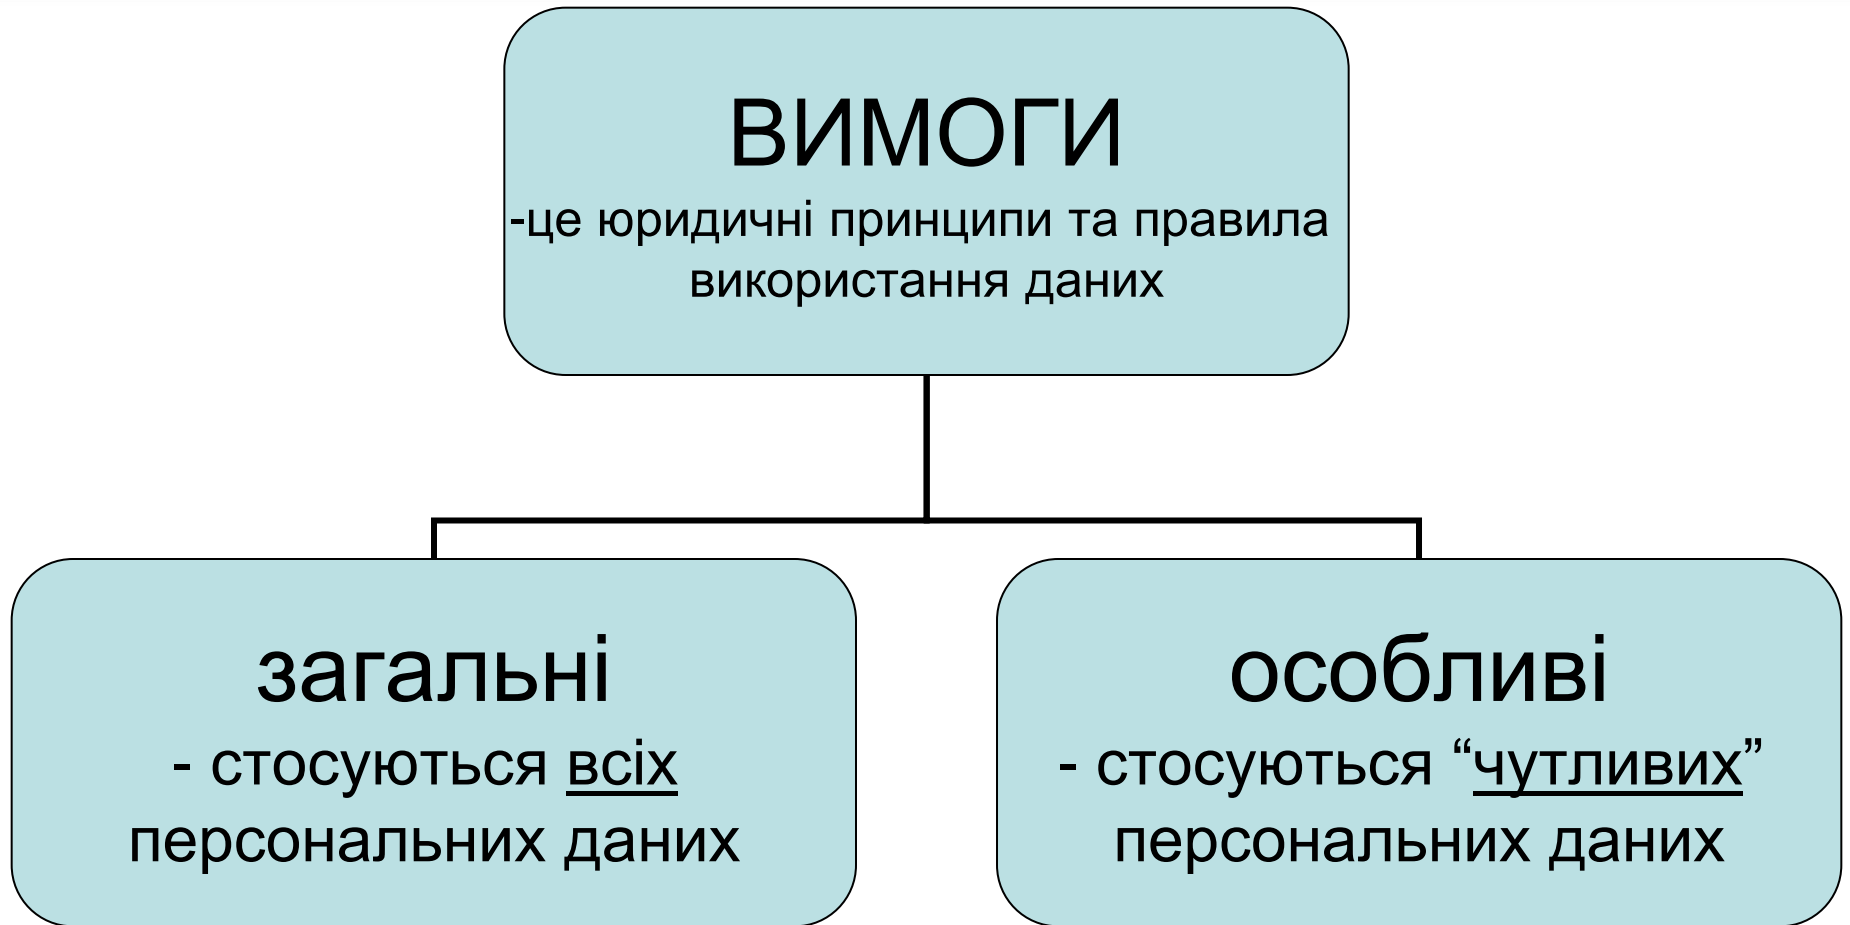 ВИМОГИ
-це юридичні принципи та правила
використання даних
загальні
- стосуються всіх
персональних даних
особливі
- стосуються “чутливих”
персональних даних